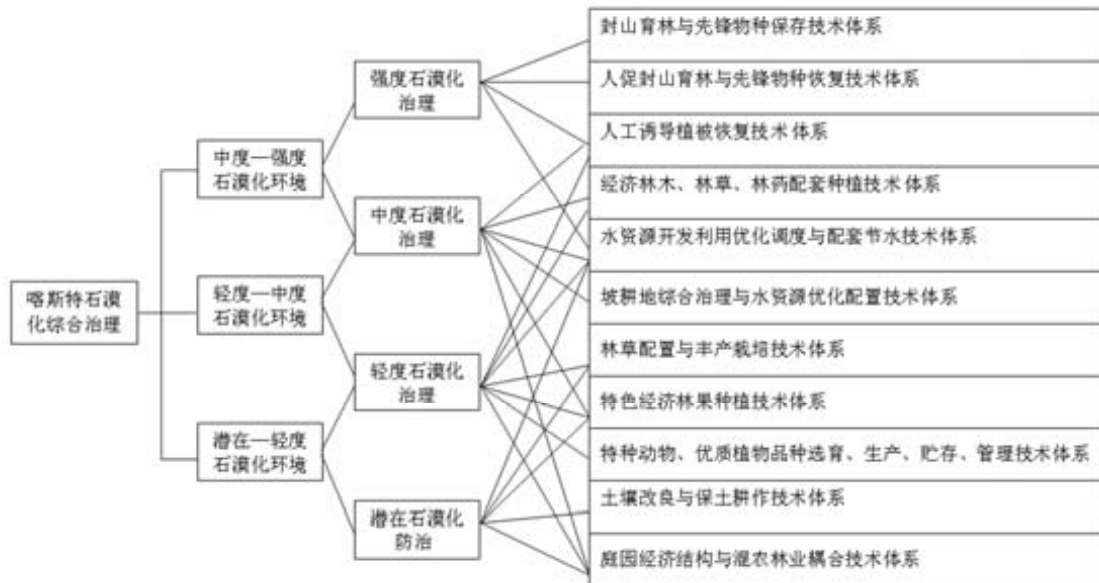 喀斯特石漠
化综合治理
中度—强度
石漠化环境
轻度—中度
石漠化环境
潜在—轻度
石漠化环境
强度石漠化
治理
中度石漠化
治理
轻度石漠化
治理
潜在石漠化
防治
封山育林与先锋物种保存技术体系
人促封山育林与先锋物种恢复技术体系
人工诱导植被恢复技术体系
经济林木、林草、林药配套种植技术体系
水资源开发利用优化调度与配套节水技术体系
坡耕地综合治理与水资源优化配置技术体系
林草配置与丰产栽培技术体系
特色经济林果种植技术体系
特种动物、优质植物品种选育、生产、贮存、管理技术体系
土壤改良与保土耕作技术体系
庭园经济结构与混农林业耦合技术体系